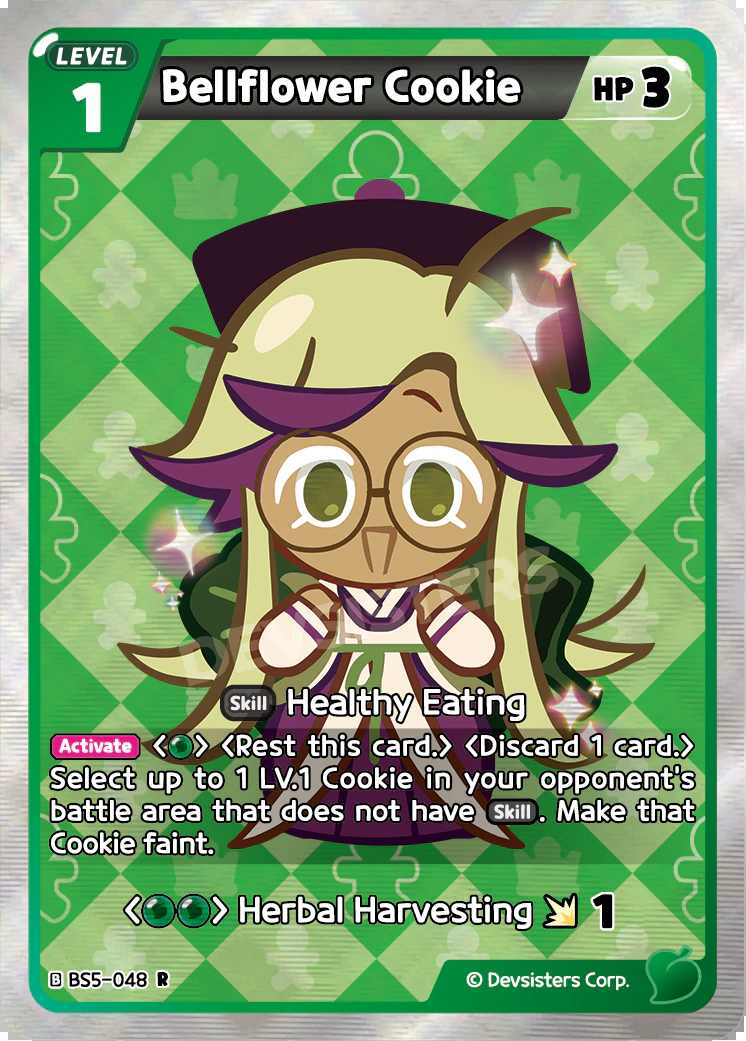 LEVEL
1
Bellflower Cookie
HP 3
DEVSISTERS
Skill Healthy Eating
Activate < > <Rest this card.> <Discard 1 card.>
Select up to 1 LV.1 Cookie in your opponent's
battle area that does not have Skill. Make that
Cookie faint.
< > Herbal Harvesting 1
B BS5-048 R
© Devsisters Corp.